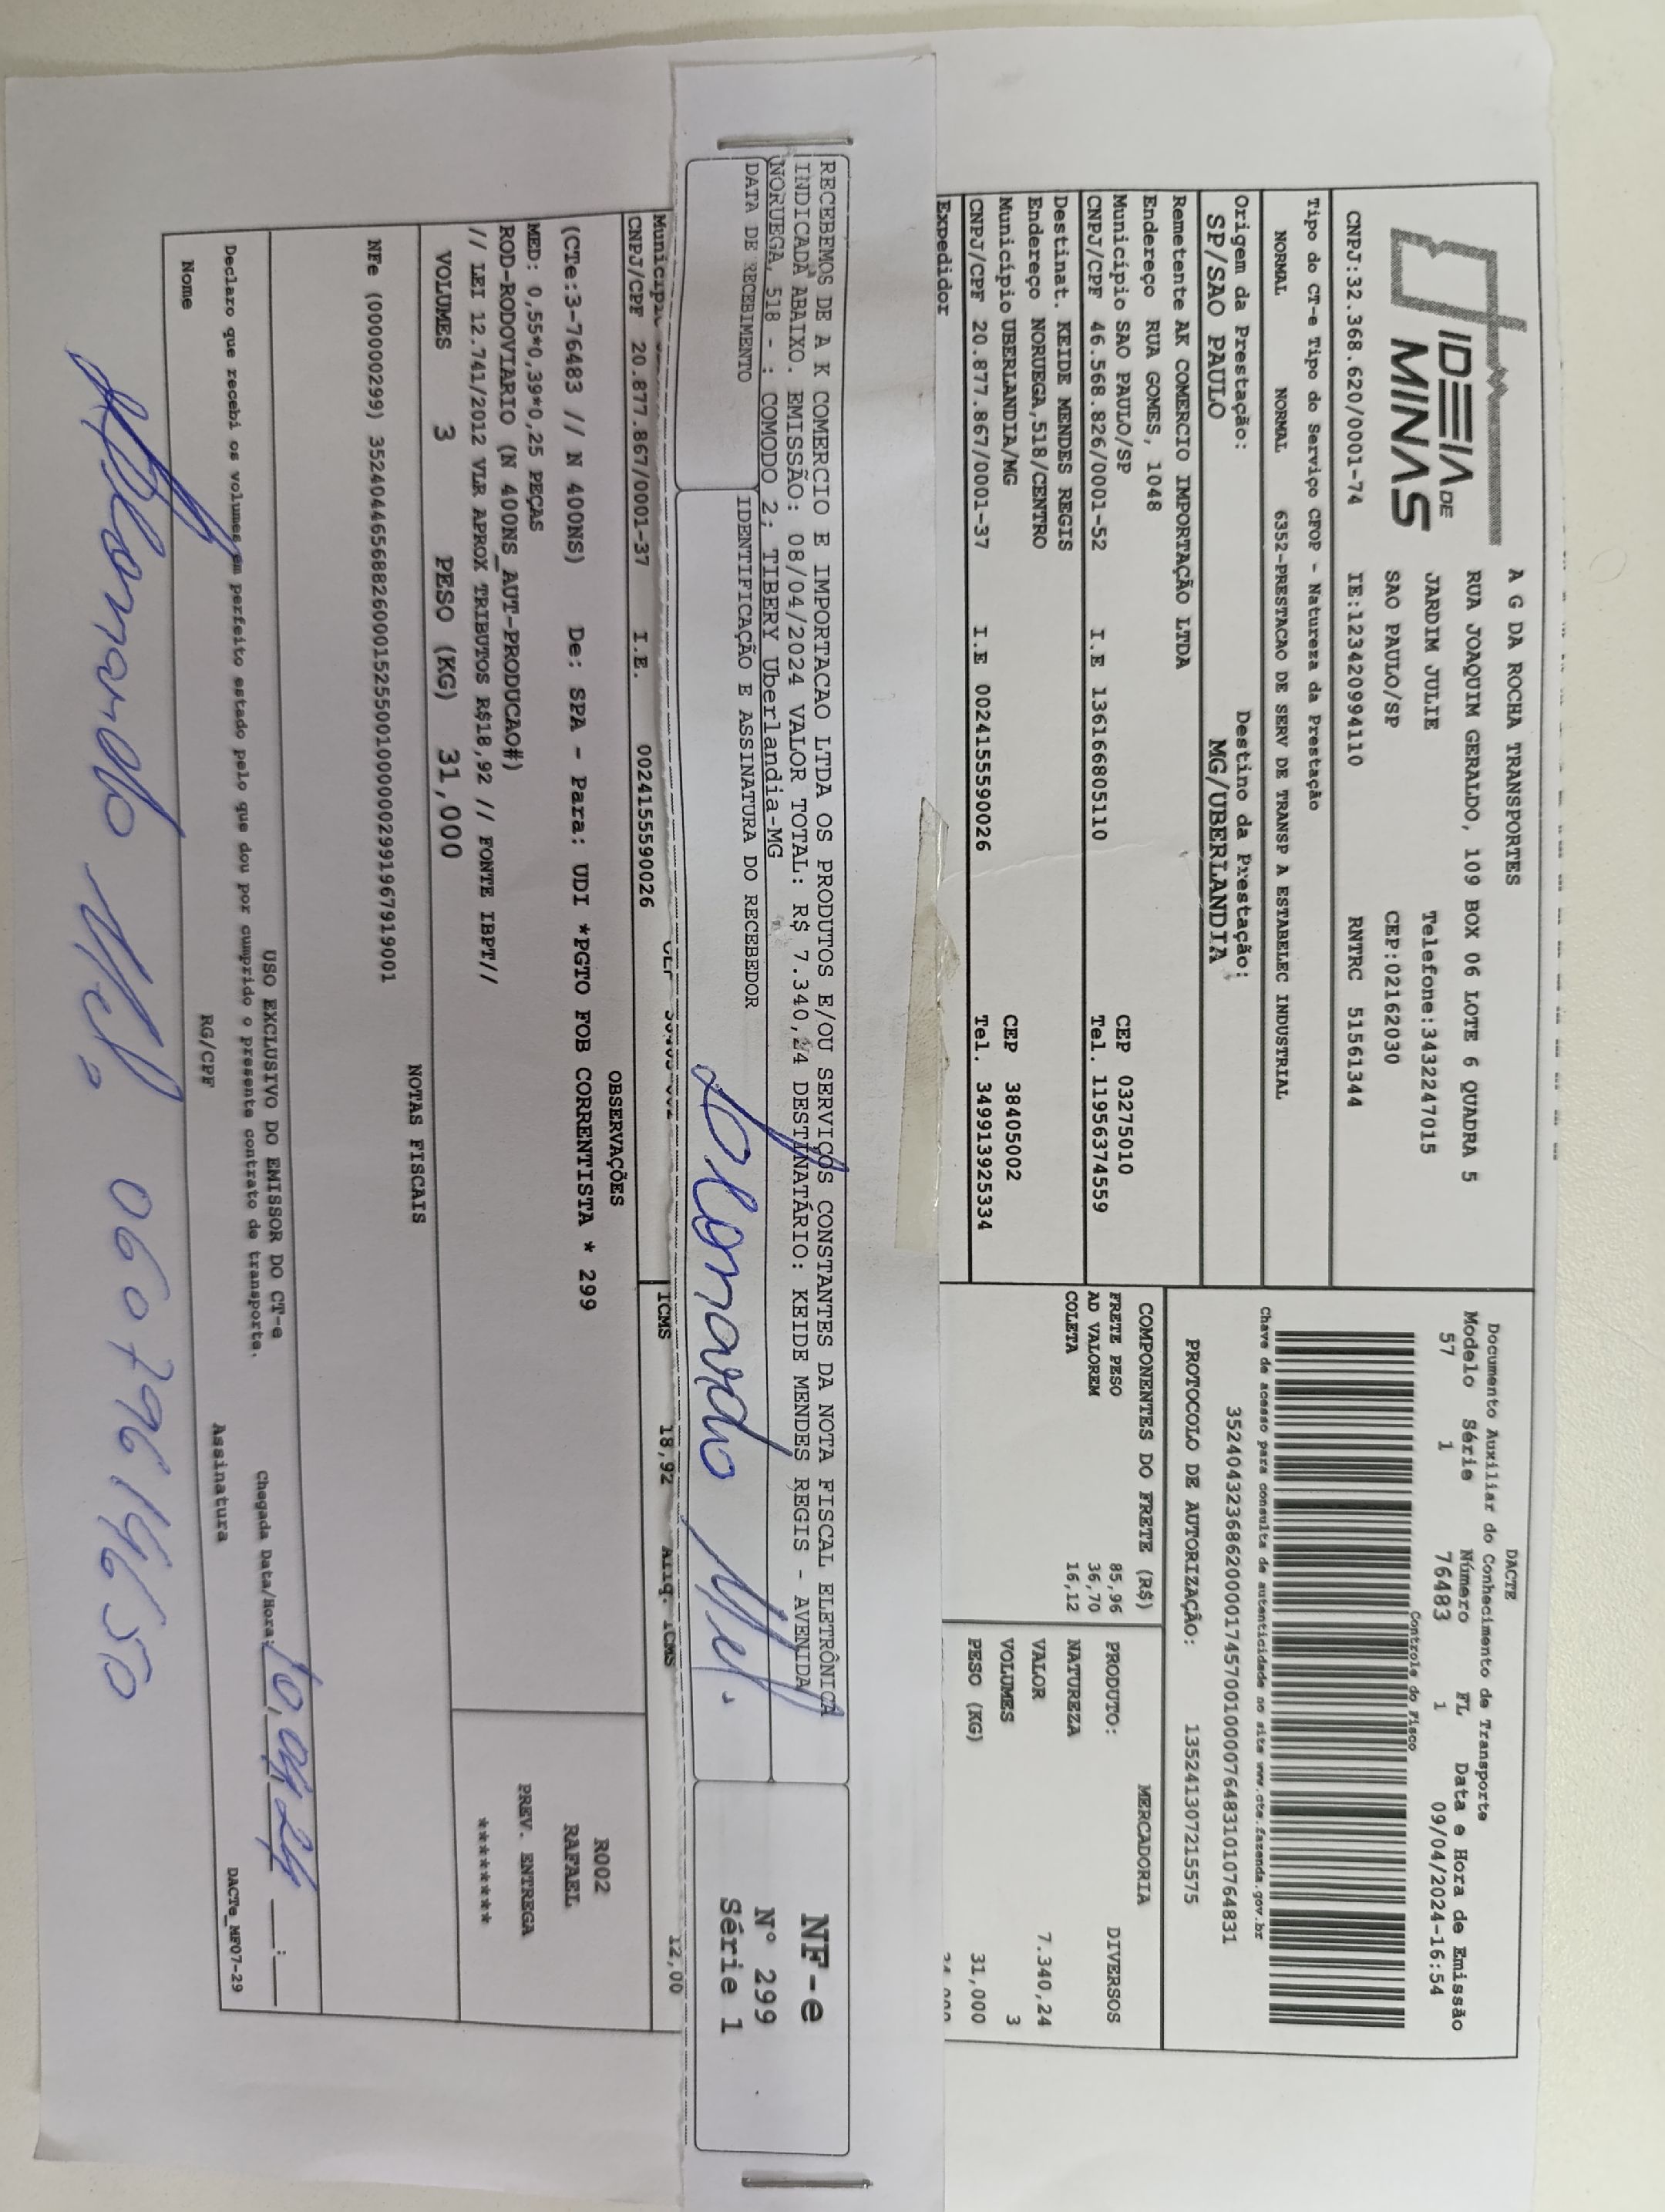 IDEIA DE
MINAS
A G DA ROCHA TRANSPORTES
RUA JOAQUIM GERALDO, 109 BOX 06 LOTE 6 QUADRA 5
JARDIM JULIE Telefone:3432247015
SAO PAULO/SP CEP:02162030
CNPJ:32.368.620/0001-74 IE:123420994110 RNTRC 51561344
DACTE
Documento Auxiliar do Conhecimento de Transporte
Modelo Série Número FL Data e Hora de Emissão
57 1 76483 1 09/04/2024-16:54
Controle do Fisco
Chave de acesso para consulta de autenticidade no site www.cte.fazenda.gov.br
35240432368620000174570010000764831010764831
PROTOCOLO DE AUTORIZAÇÃO: 135241307215575
Tipo do CT-e Tipo do Serviço CFOP - Natureza da Prestação
NORMAL NORMAL 6352-PRESTACAO DE SERV DE TRANSP A ESTABELEC INDUSTRIAL
Origem da Prestação: Destino da Prestação:
SP/SAO PAULO MG/UBERLANDIA
Remetente AK COMERCIO IMPORTAÇÃO LTDA
Endereço RUA GOMES, 1048
Município SAO PAULO/SP CEP 03275010
CNPJ/CPF 46.568.826/0001-52 I.E 136166805110 Tel. 11956374559
Destinat. KEIDE MENDES REGIS
Endereço NORUEGA,518/CENTRO
Município UBERLANDIA/MG CEP 38405002
CNPJ/CPF 20.877.867/0001-37 I.E 0024155590026 Tel. 349913925334
Expedidor
COMPONENTES DO FRETE (R$)
FRETE PESO 85,96
AD VALOREM 36,70
COLETA 16,12
MERCADORIA
PRODUTO: DIVERSOS
NATUREZA
VALOR 7.340,24
VOLUMES 3
PESO (KG) 31,000
RECEBEMOS DE A K COMERCIO E IMPORTACAO LTDA OS PRODUTOS E/OU SERVIÇOS CONSTANTES DA NOTA FISCAL ELETRÔNICA
INDICADA ABAIXO. EMISSÃO: 08/04/2024 VALOR TOTAL: R$ 7.340,24 DESTINATÁRIO: KEIDE MENDES REGIS - AVENIDA
NORUEGA, 518 - : COMODO 2; TIBERY Uberlandia-MG
DATA DE RECEBIMENTO IDENTIFICAÇÃO E ASSINATURA DO RECEBEDOR
NF-e
Nº 299
Série 1
CNPJ/CPF 20.877.867/0001-37 I.E. 0024155590026
ICMS 18,92 12,00
OBSERVAÇÕES
(CTe:3-76483 // N 400NS) De: SPA - Para: UDI *PGTO FOB CORRENTISTA * 299
MED: 0,55*0,39*0,25 PEÇAS
ROD-RODOVIARIO (N 400NS_AUT-PRODUCAO#)
// LEI 12.741/2012 VLR APROX TRIBUTOS R$18,92 // FONTE IBPT//
VOLUMES 3 PESO (KG) 31,000
R002
RAFAEL
PREV. ENTREGA
********
NOTAS FISCAIS
NFe (000000299) 35240446568826000152550010000002991967919001
USO EXCLUSIVO DO EMISSOR DO CT-e
Declaro que recebi os volumes em perfeito estado pelo que dou por cumprido o presente contrato de transporte.
Chegada Data/Hora: 10,04,24 __:__
Nome RG/CPF Assinatura
DACTe_MF07-29
06079619650